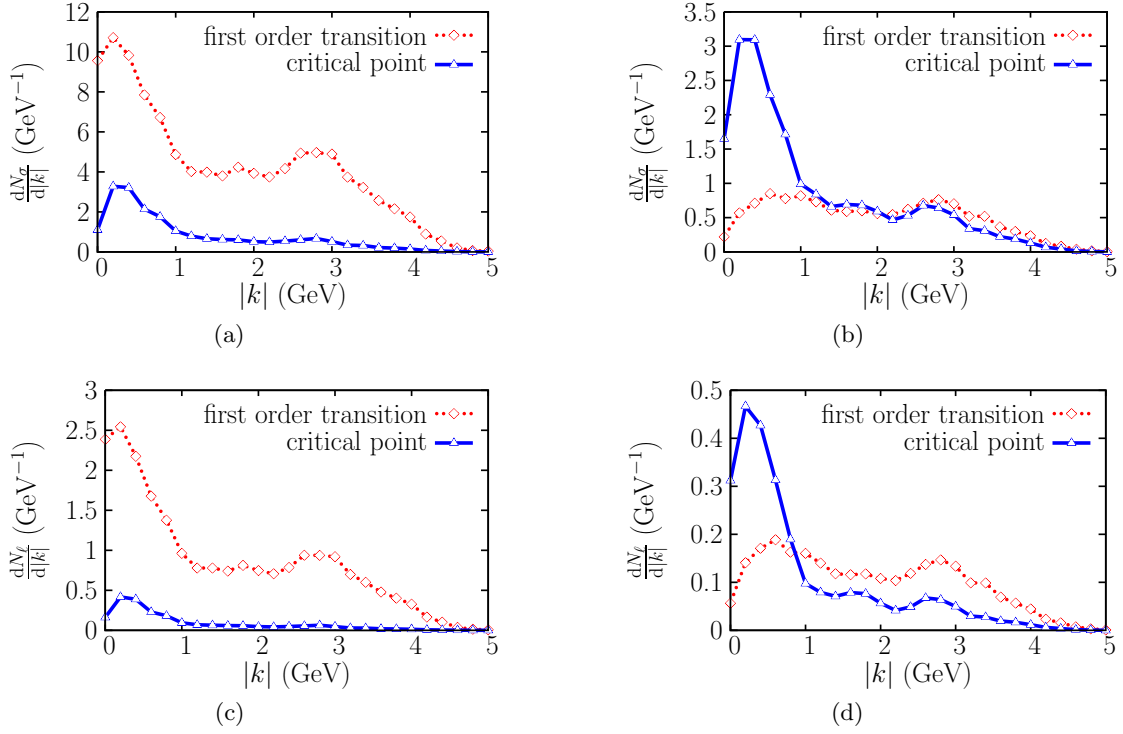 12
10
8
6
4
2
0
dN_σ/d|k| (GeV⁻¹)
first order transition
critical point
0 1 2 3 4 5
|k| (GeV)
(a)
3.5
3
2.5
2
1.5
1
0.5
0
dN_σ/d|k| (GeV⁻¹)
first order transition
critical point
0 1 2 3 4 5
|k| (GeV)
(b)
3
2.5
2
1.5
1
0.5
0
dN_ℓ/d|k| (GeV⁻¹)
first order transition
critical point
0 1 2 3 4 5
|k| (GeV)
(c)
0.5
0.4
0.3
0.2
0.1
0
dN_ℓ/d|k| (GeV⁻¹)
first order transition
critical point
0 1 2 3 4 5
|k| (GeV)
(d)